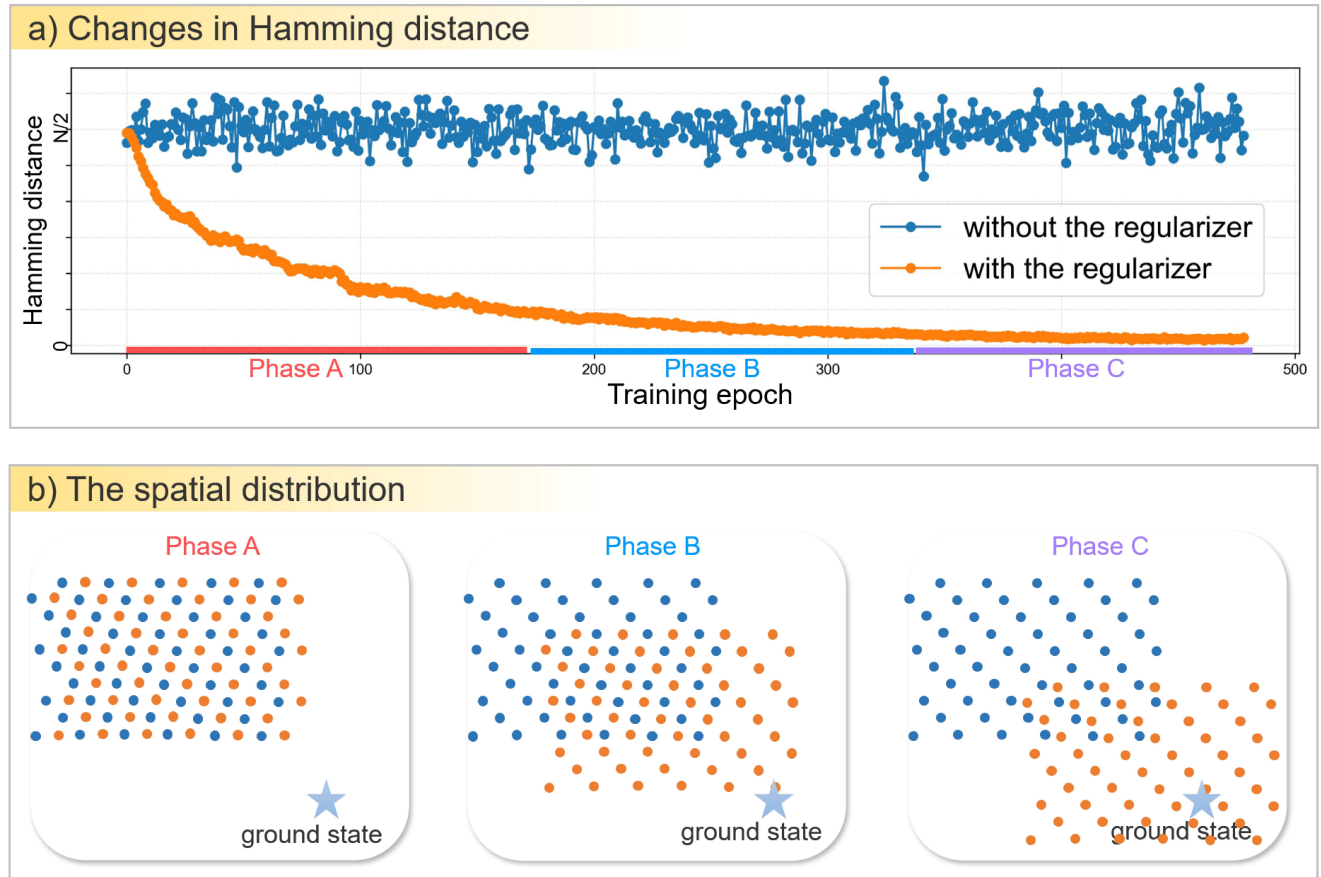 a) Changes in Hamming distance
Hamming distance
N/2
0
without the regularizer
with the regularizer
0 Phase A 100 200 Phase B 300 Phase C 500
Training epoch
b) The spatial distribution
Phase A Phase B Phase C
ground state ground state ground state